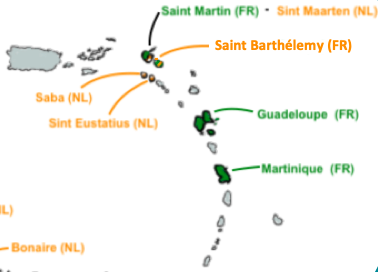 Saint Martin (FR) - Sint Maarten (NL)
Saint Barthélemy (FR)
Saba (NL)
Sint Eustatius (NL)
Guadeloupe (FR)
Martinique (FR)
Bonaire (NL)